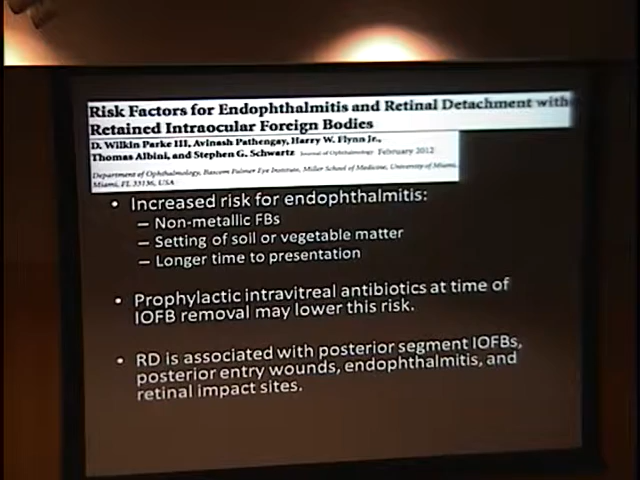 Risk Factors for Endophthalmitis and Retinal Detachment with
Retained Intraocular Foreign Bodies
D. Wilkin Parke III, Avinash Pathengay, Harry W. Flynn Jr.,
Thomas Albini, and Stephen G. Schwartz Journal of Ophthalmology February 2012
Department of Ophthalmology, Bascom Palmer Eye Institute, Miller School of Medicine, University of Miami,
Miami, FL 33136, USA
• Increased risk for endophthalmitis:
– Non-metallic FBs
– Setting of soil or vegetable matter
– Longer time to presentation
• Prophylactic intravitreal antibiotics at time of
IOFB removal may lower this risk.
• RD is associated with posterior segment IOFBs,
posterior entry wounds, endophthalmitis, and
retinal impact sites.